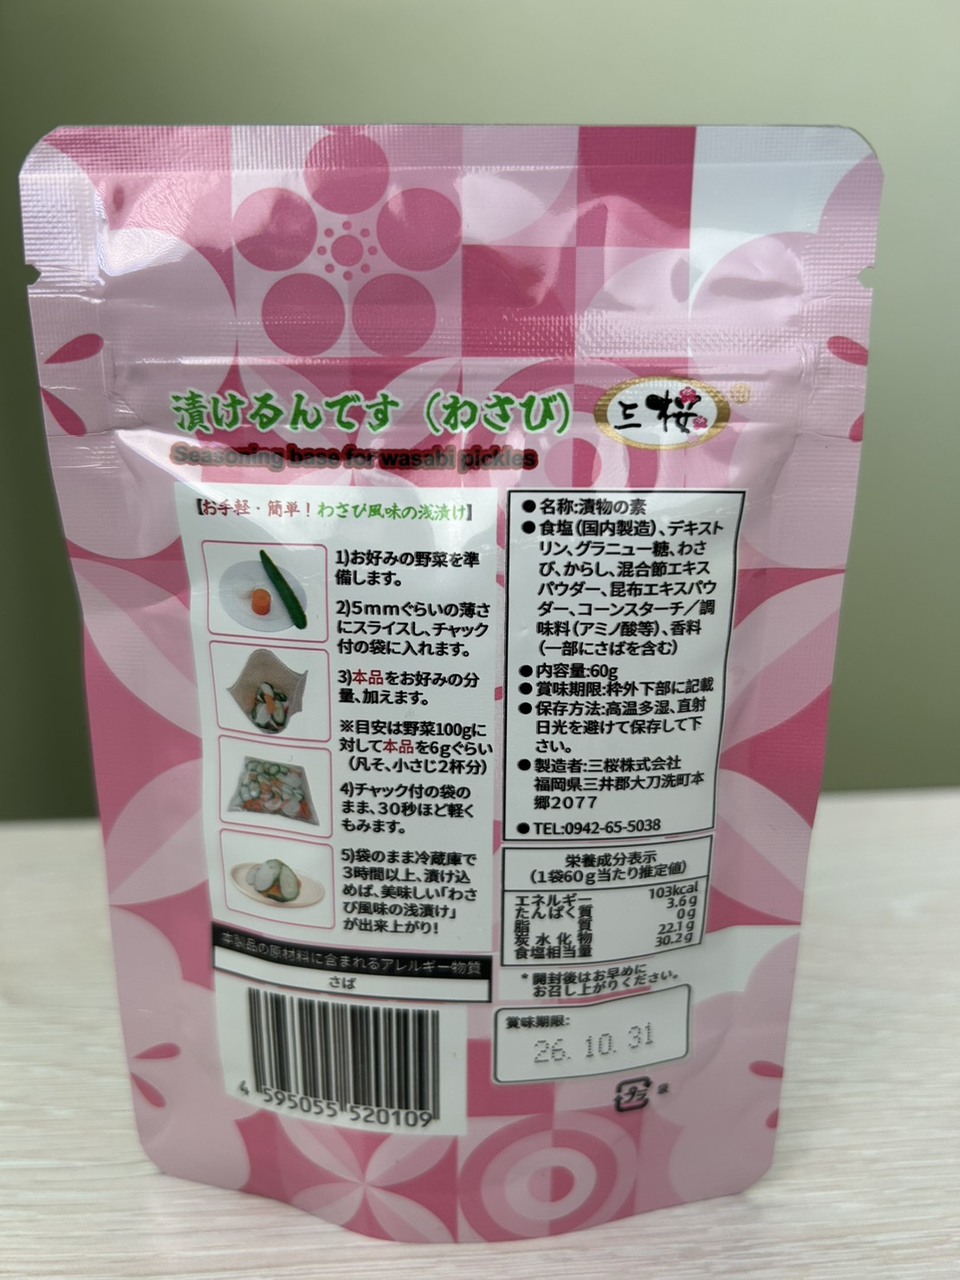 漬けるんです（わさび）
三桜
Seasoning base for wasabi pickles
【お手軽・簡単！わさび風味の浅漬け】
1)お好みの野菜を準
備します。
2)5mmぐらいの薄さ
にスライスし、チャック
付の袋に入れます。
3)本品をお好みの分
量、加えます。
※目安は野菜100gに
対して本品を6gぐらい
（凡そ、小さじ2杯分）
4)チャック付の袋の
まま、30秒ほど軽く
もみます。
5)袋のまま冷蔵庫で
3時間以上、漬け込
めば、美味しい「わさ
び風味の浅漬け」
が出来上がり!
本製品の原材料に含まれるアレルギー物質
さば
4 595055 520109
●名称:漬物の素
●食塩（国内製造）、デキスト
リン、グラニュー糖、わさ
び、からし、混合節エキス
パウダー、昆布エキスパウ
ダー、コーンスターチ／調
味料（アミノ酸等）、香料
（一部にさばを含む）
●内容量:60g
●賞味期限:枠外下部に記載
●保存方法:高温多湿、直射
日光を避けて保存して下
さい。
●製造者:三桜株式会社
福岡県三井郡大刀洗町本
郷2077
●TEL:0942-65-5038
栄養成分表示
（1袋60g当たり推定値）
エネルギー 103kcal
たんぱく質 3.6g
脂質 0g
炭水化物 22.1g
食塩相当量 30.2g
*開封後はお早めに
お召し上がりください。
賞味期限:
26. 10. 31
プラ 袋